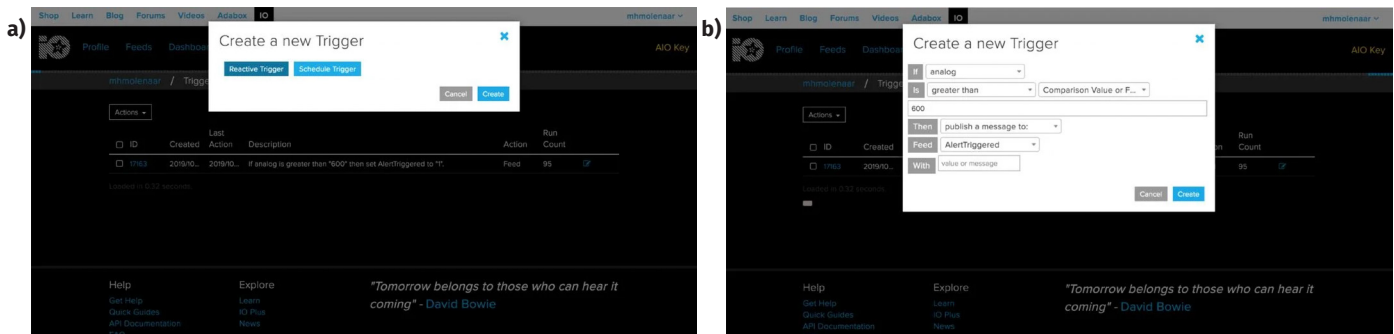 a)
Shop Learn Blog Forums Videos Adabox IO mhmolenaar
Create a new Trigger
Profile Feeds Dashboa AIO Key
Reactive Trigger Schedule Trigger
mhmolenaar / Trigge
Cancel Create
Actions
ID Created Last Action Description Action Feed Run Count
17163 2019/10... 2019/10... If analog is greater than "600" then set AlertTriggered to "1". Feed 95
Loaded in 0.32 seconds.
Help Explore "Tomorrow belongs to those who can hear it
Get Help Learn coming" - David Bowie
Quick Guides IO Plus
API Documentation News
FAQ
b)
Shop Learn Blog Forums Videos Adabox IO mhmolenaar
Create a new Trigger
Profile Feeds Dashboa AIO Key
If analog
mhmolenaar / Trigge
Is greater than Comparison Value or F...
600
Actions
Then publish a message to:
Feed AlertTriggered
ID Created Run Count
With value or message
17163 2019/10... 95
Loaded in 0.32 seconds.
Cancel Create
Help Explore "Tomorrow belongs to those who can hear it
Get Help Learn coming" - David Bowie
Quick Guides IO Plus
API Documentation News